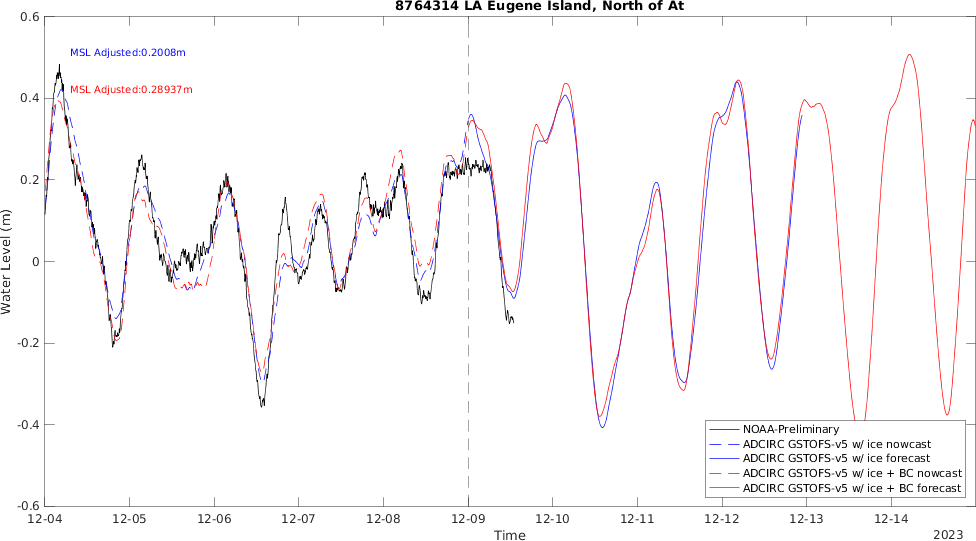 8764314 LA Eugene Island, North of At
0.6
0.4
0.2
0
-0.2
-0.4
-0.6
Water Level (m)
MSL Adjusted:0.2008m
MSL Adjusted:0.28937m
NOAA-Preliminary
ADCIRC GSTOFS-v5 w/ ice nowcast
ADCIRC GSTOFS-v5 w/ ice forecast
ADCIRC GSTOFS-v5 w/ ice + BC nowcast
ADCIRC GSTOFS-v5 w/ ice + BC forecast
12-04 12-05 12-06 12-07 12-08 12-09 12-10 12-11 12-12 12-13 12-14
Time
2023